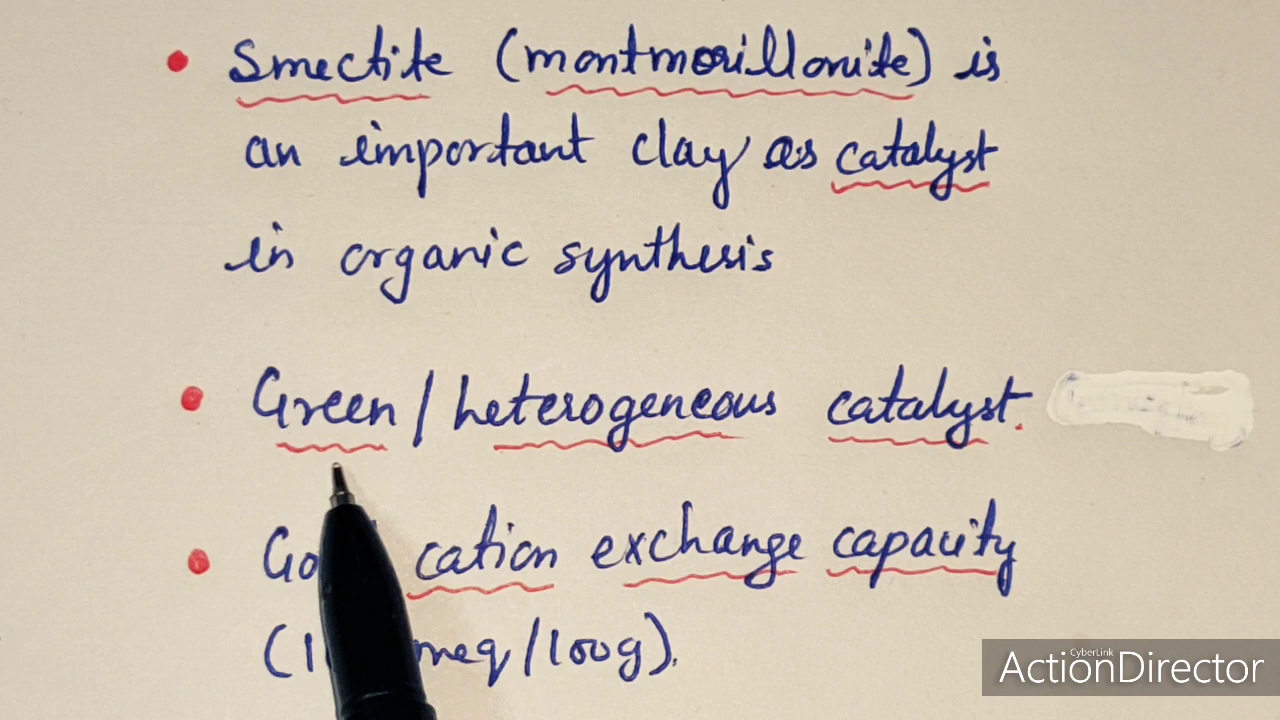 • Smectite (montmorillonite) is
an important clay as catalyst
in organic synthesis
• Green/heterogeneous catalyst.
• cation exchange capacity
meq/100g).
CyberLink
ActionDirector